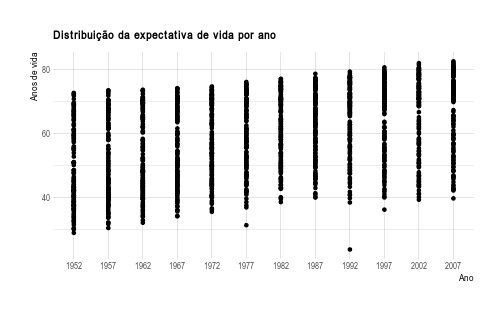 Distribuição da expectativa de vida por ano
Anos de vida
80
60
40
1952 1957 1962 1967 1972 1977 1982 1987 1992 1997 2002 2007
Ano